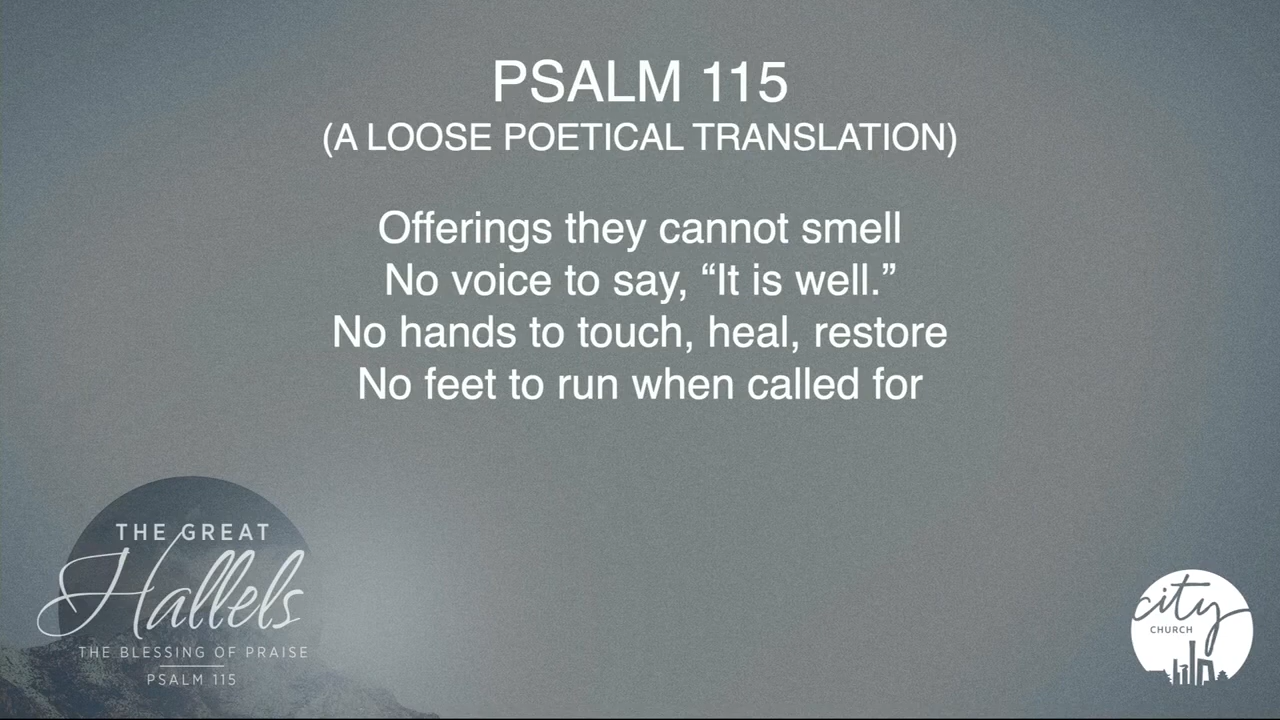 PSALM 115
(A LOOSE POETICAL TRANSLATION)
Offerings they cannot smell
No voice to say, “It is well.”
No hands to touch, heal, restore
No feet to run when called for
THE GREAT
Hallels
THE BLESSING OF PRAISE
PSALM 115
city
CHURCH